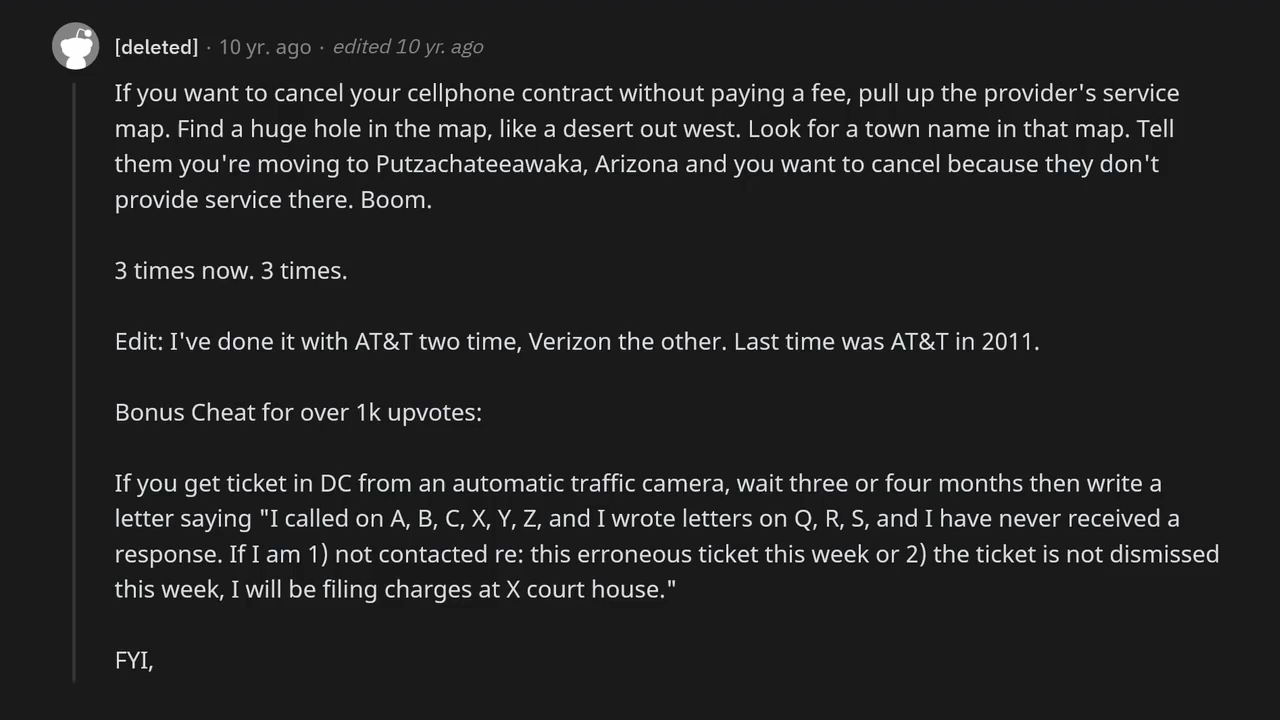 [deleted] · 10 yr. ago · edited 10 yr. ago
If you want to cancel your cellphone contract without paying a fee, pull up the provider's service
map. Find a huge hole in the map, like a desert out west. Look for a town name in that map. Tell
them you're moving to Putzachateeawaka, Arizona and you want to cancel because they don't
provide service there. Boom.
3 times now. 3 times.
Edit: I've done it with AT&T two time, Verizon the other. Last time was AT&T in 2011.
Bonus Cheat for over 1k upvotes:
If you get ticket in DC from an automatic traffic camera, wait three or four months then write a
letter saying "I called on A, B, C, X, Y, Z, and I wrote letters on Q, R, S, and I have never received a
response. If I am 1) not contacted re: this erroneous ticket this week or 2) the ticket is not dismissed
this week, I will be filing charges at X court house."
FYI,